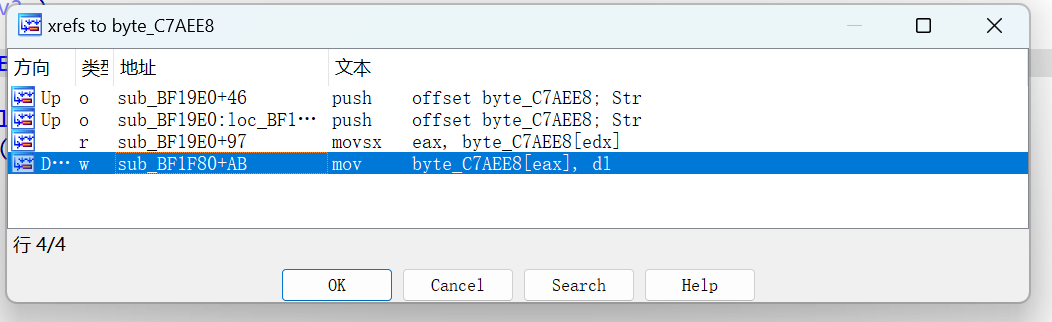 xrefs to byte_C7AEE8
方向 类型 地址 文本
Up o sub_BF19E0+46 push offset byte_C7AEE8; Str
Up o sub_BF19E0:loc_BF1··· push offset byte_C7AEE8; Str
r sub_BF19E0+97 movsx eax, byte_C7AEE8[edx]
D··· w sub_BF1F80+AB mov byte_C7AEE8[eax], dl
行 4/4
OK Cancel Search Help